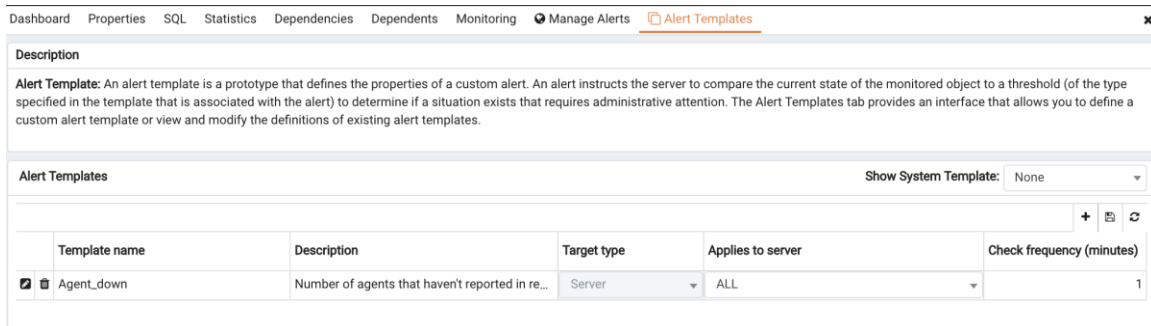 Dashboard Properties SQL Statistics Dependencies Dependents Monitoring Manage Alerts Alert Templates
Description
Alert Template: An alert template is a prototype that defines the properties of a custom alert. An alert instructs the server to compare the current state of the monitored object to a threshold (of the type
specified in the template that is associated with the alert) to determine if a situation exists that requires administrative attention. The Alert Templates tab provides an interface that allows you to define a
custom alert template or view and modify the definitions of existing alert templates.
Alert Templates Show System Template: None
Template name Description Target type Applies to server Check frequency (minutes)
Agent_down Number of agents that haven't reported in re... Server ALL 1